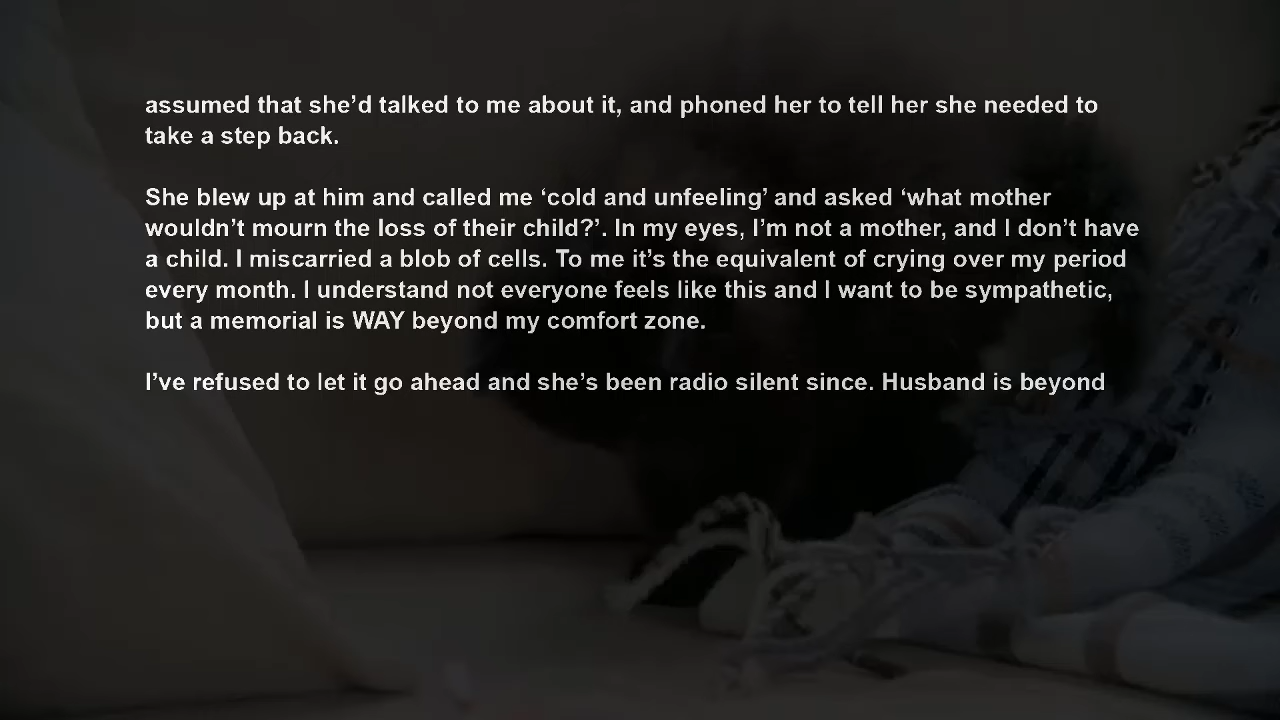 assumed that she’d talked to me about it, and phoned her to tell her she needed to
take a step back.
She blew up at him and called me ‘cold and unfeeling’ and asked ‘what mother
wouldn’t mourn the loss of their child?’. In my eyes, I’m not a mother, and I don’t have
a child. I miscarried a blob of cells. To me it’s the equivalent of crying over my period
every month. I understand not everyone feels like this and I want to be sympathetic,
but a memorial is WAY beyond my comfort zone.
I’ve refused to let it go ahead and she’s been radio silent since. Husband is beyond